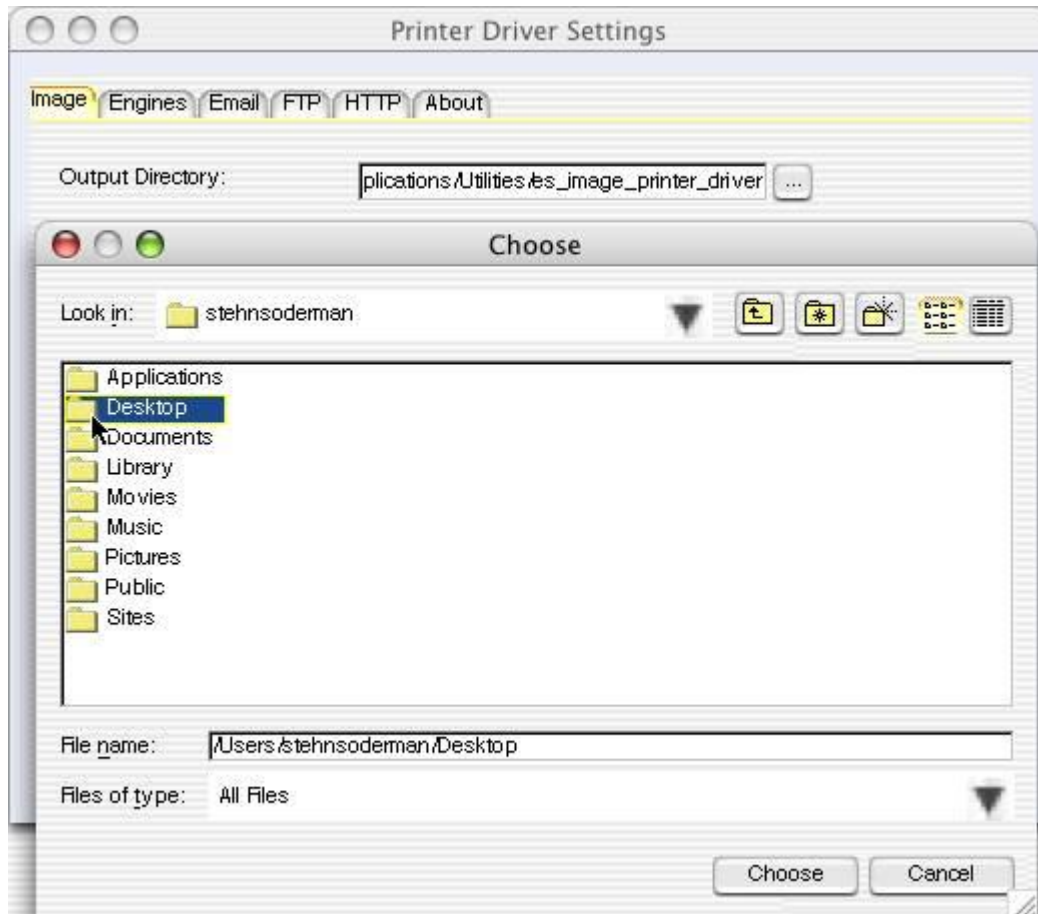 Printer Driver Settings
Image Engines Email FTP HTTP About
Output Directory: plications/Utilities/es_image_printer_driver ...
Choose
Look in: stehnsoderman
Applications
Desktop
Documents
Library
Movies
Music
Pictures
Public
Sites
File name: /Users/stehnsoderman/Desktop
Files of type: All Files
Choose Cancel